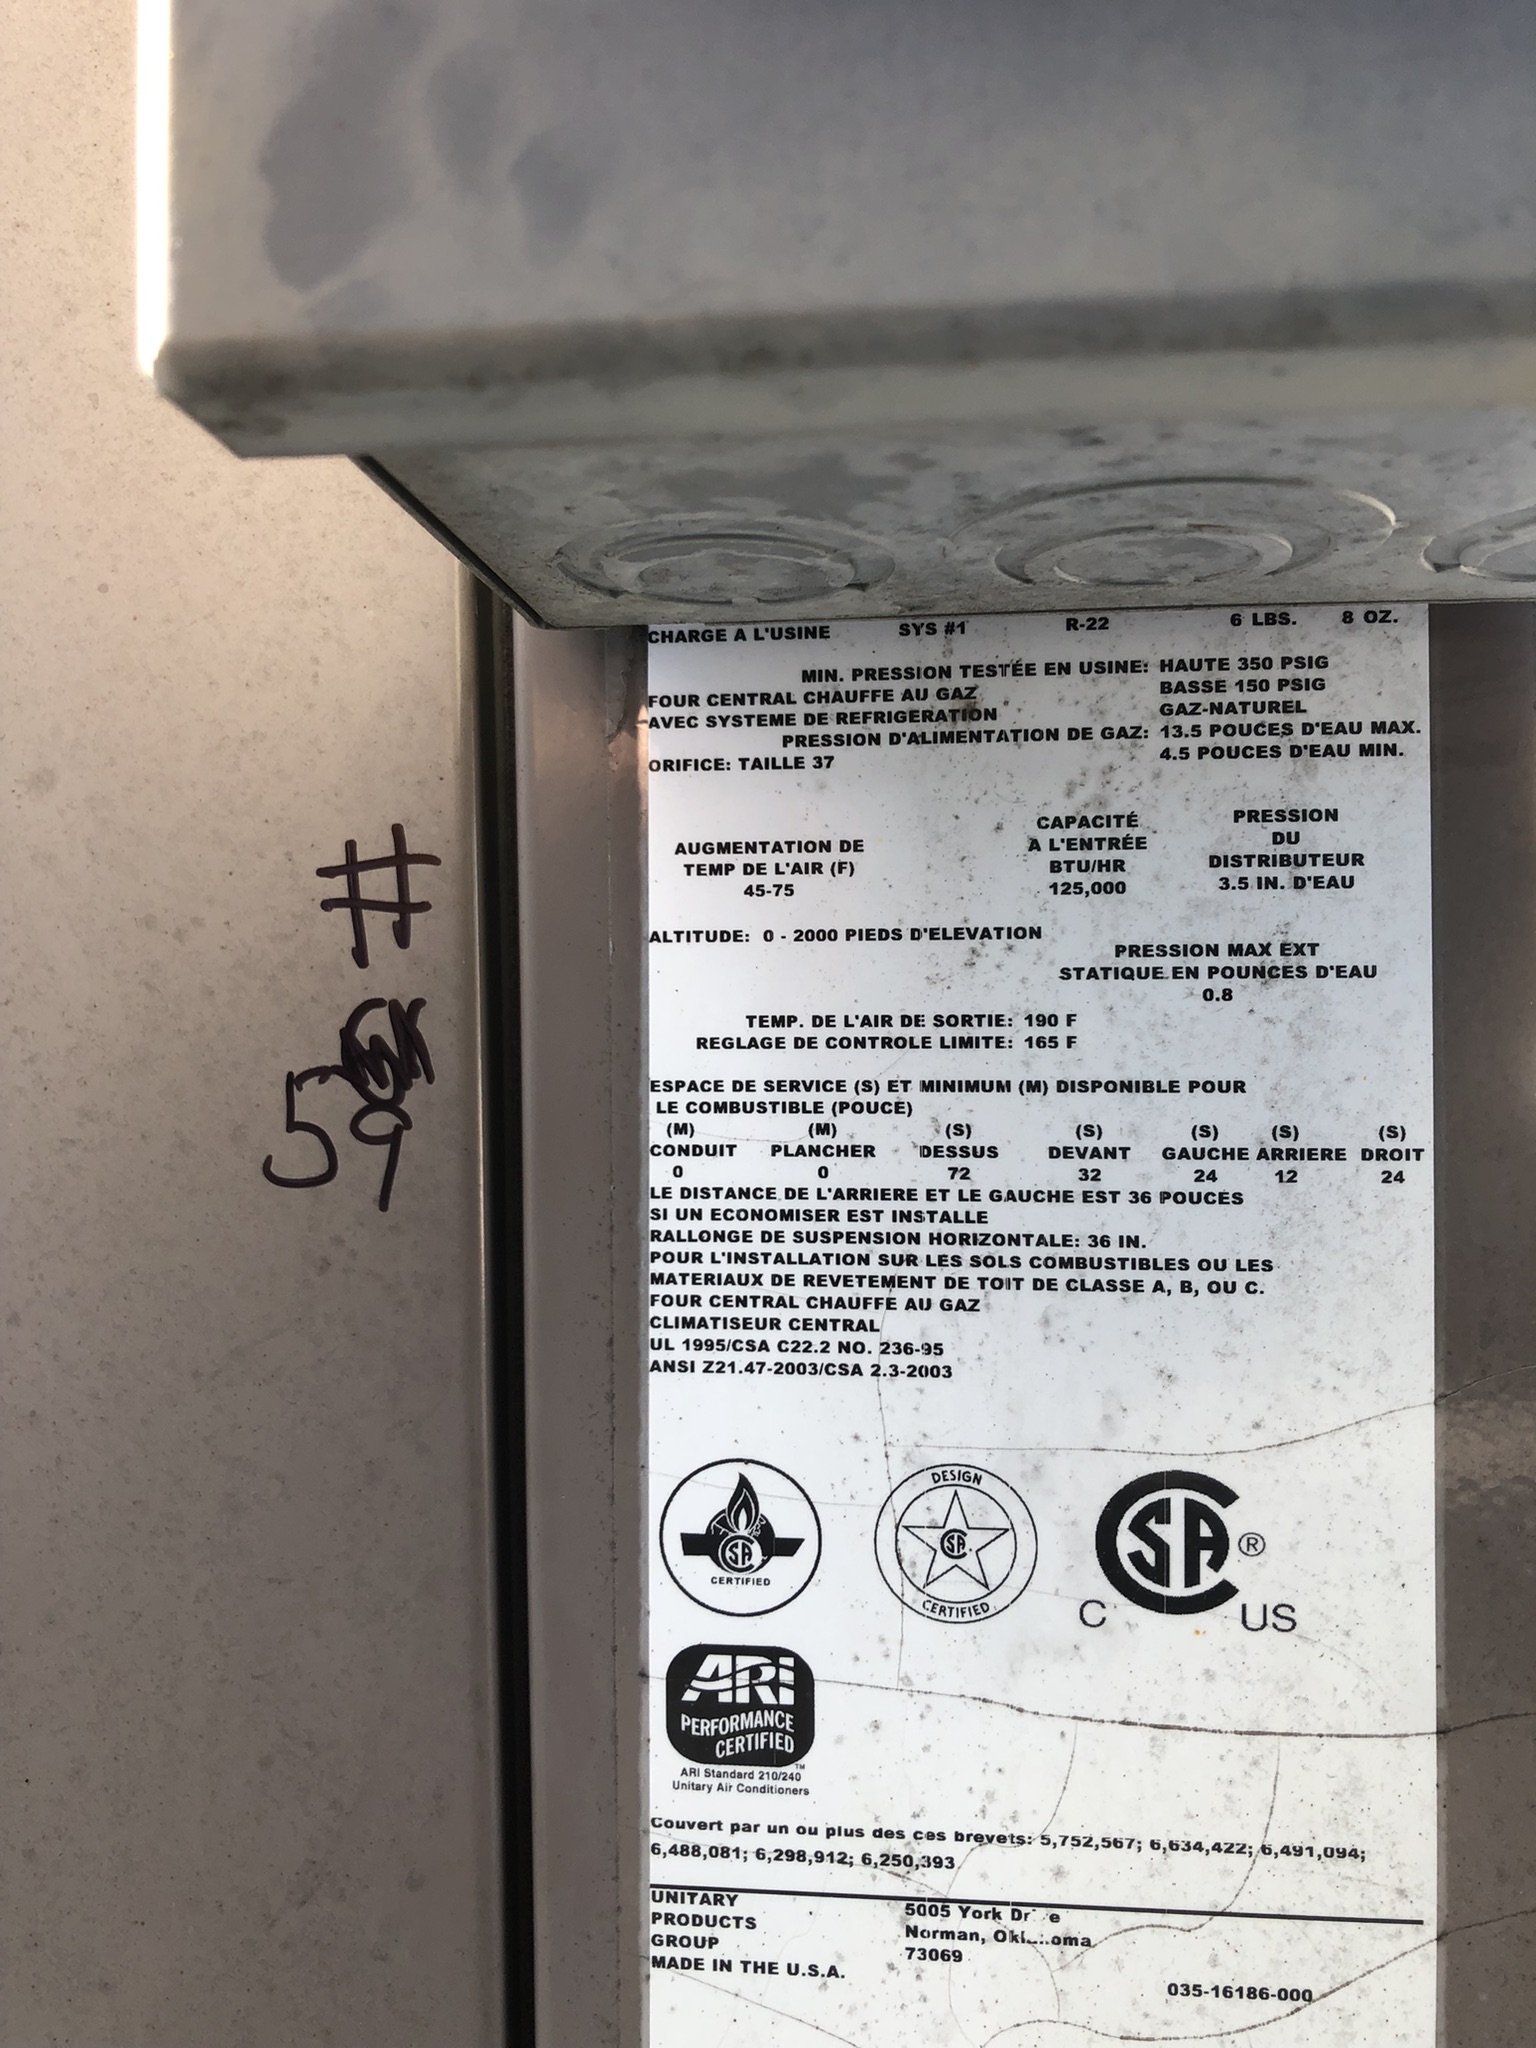 CHARGE A L'USINE SYS #1 R-22 6 LBS. 8 OZ.
MIN. PRESSION TESTÉE EN USINE: HAUTE 350 PSIG
FOUR CENTRAL CHAUFFE AU GAZ BASSE 150 PSIG
AVEC SYSTEME DE REFRIGERATION GAZ-NATUREL
PRESSION D'ALIMENTATION DE GAZ: 13.5 POUCES D'EAU MAX.
4.5 POUCES D'EAU MIN.
ORIFICE: TAILLE 37
AUGMENTATION DE
TEMP DE L'AIR (F)
45-75
CAPACITÉ
A L'ENTRÉE
BTU/HR
125,000
PRESSION
DU
DISTRIBUTEUR
3.5 IN. D'EAU
ALTITUDE: 0 - 2000 PIEDS D'ELEVATION
PRESSION MAX EXT
STATIQUE EN POUNCES D'EAU
0.8
TEMP. DE L'AIR DE SORTIE: 190 F
REGLAGE DE CONTROLE LIMITE: 165 F
ESPACE DE SERVICE (S) ET MINIMUM (M) DISPONIBLE POUR
LE COMBUSTIBLE (POUCE)
(M) (M) (S) (S) (S) (S) (S)
CONDUIT PLANCHER DESSUS DEVANT GAUCHE ARRIERE DROIT
0 0 72 32 24 12 24
LE DISTANCE DE L'ARRIERE ET LE GAUCHE EST 36 POUCES
SI UN ECONOMISER EST INSTALLE
RALLONGE DE SUSPENSION HORIZONTALE: 36 IN.
POUR L'INSTALLATION SUR LES SOLS COMBUSTIBLES OU LES
MATERIAUX DE REVETEMENT DE TOIT DE CLASSE A, B, OU C.
FOUR CENTRAL CHAUFFE AU GAZ
CLIMATISEUR CENTRAL
UL 1995/CSA C22.2 NO. 236-95
ANSI Z21.47-2003/CSA 2.3-2003
SA
CERTIFIED
DESIGN
SA
CERTIFIED
SA ®
C US
ARI
PERFORMANCE
CERTIFIED
TM
ARI Standard 210/240
Unitary Air Conditioners
Couvert par un ou plus des ces brevets: 5,752,567; 6,634,422; 6,491,094;
6,488,081; 6,298,912; 6,250,393
UNITARY
PRODUCTS
GROUP
MADE IN THE U.S.A.
5005 York
Norman,
73069
035-16186-000
#
59